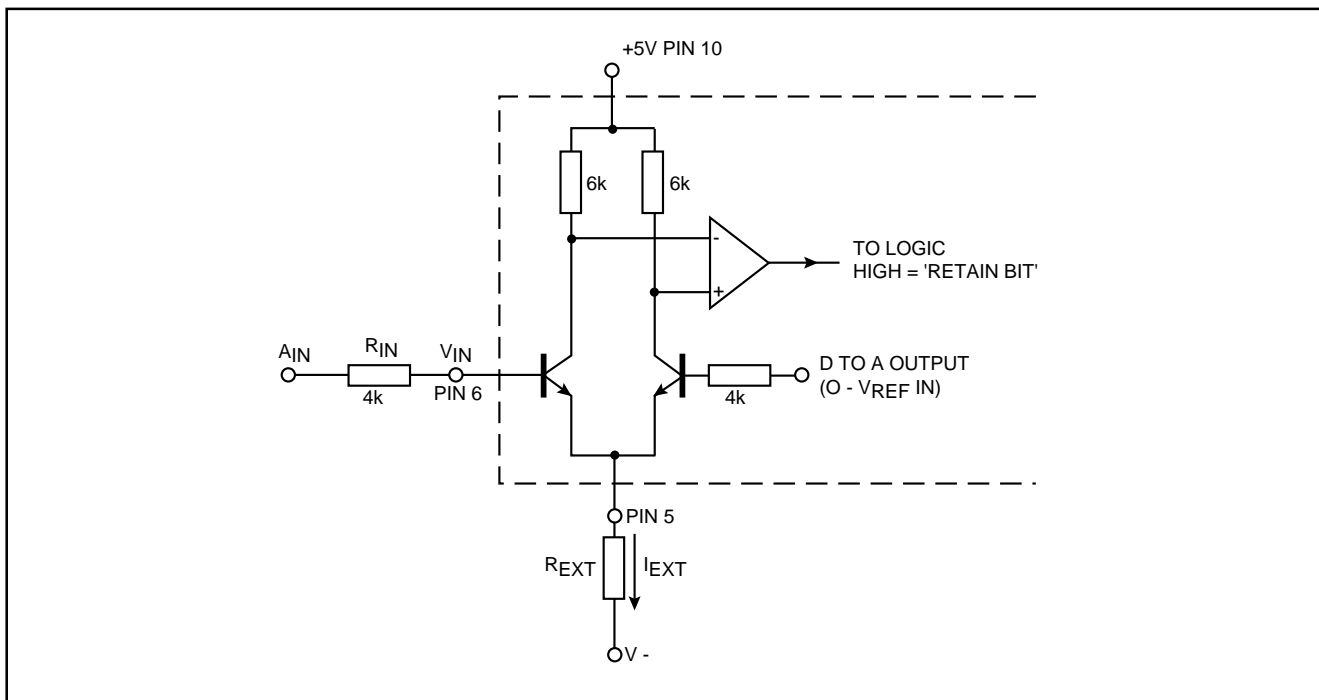 +5V PIN 10
6k
6k
-
+
TO LOGIC
HIGH = 'RETAIN BIT'
AIN
RIN
VIN
4k
PIN 6
4k
D TO A OUTPUT
(O - VREF IN)
PIN 5
REXT
IEXT
V -